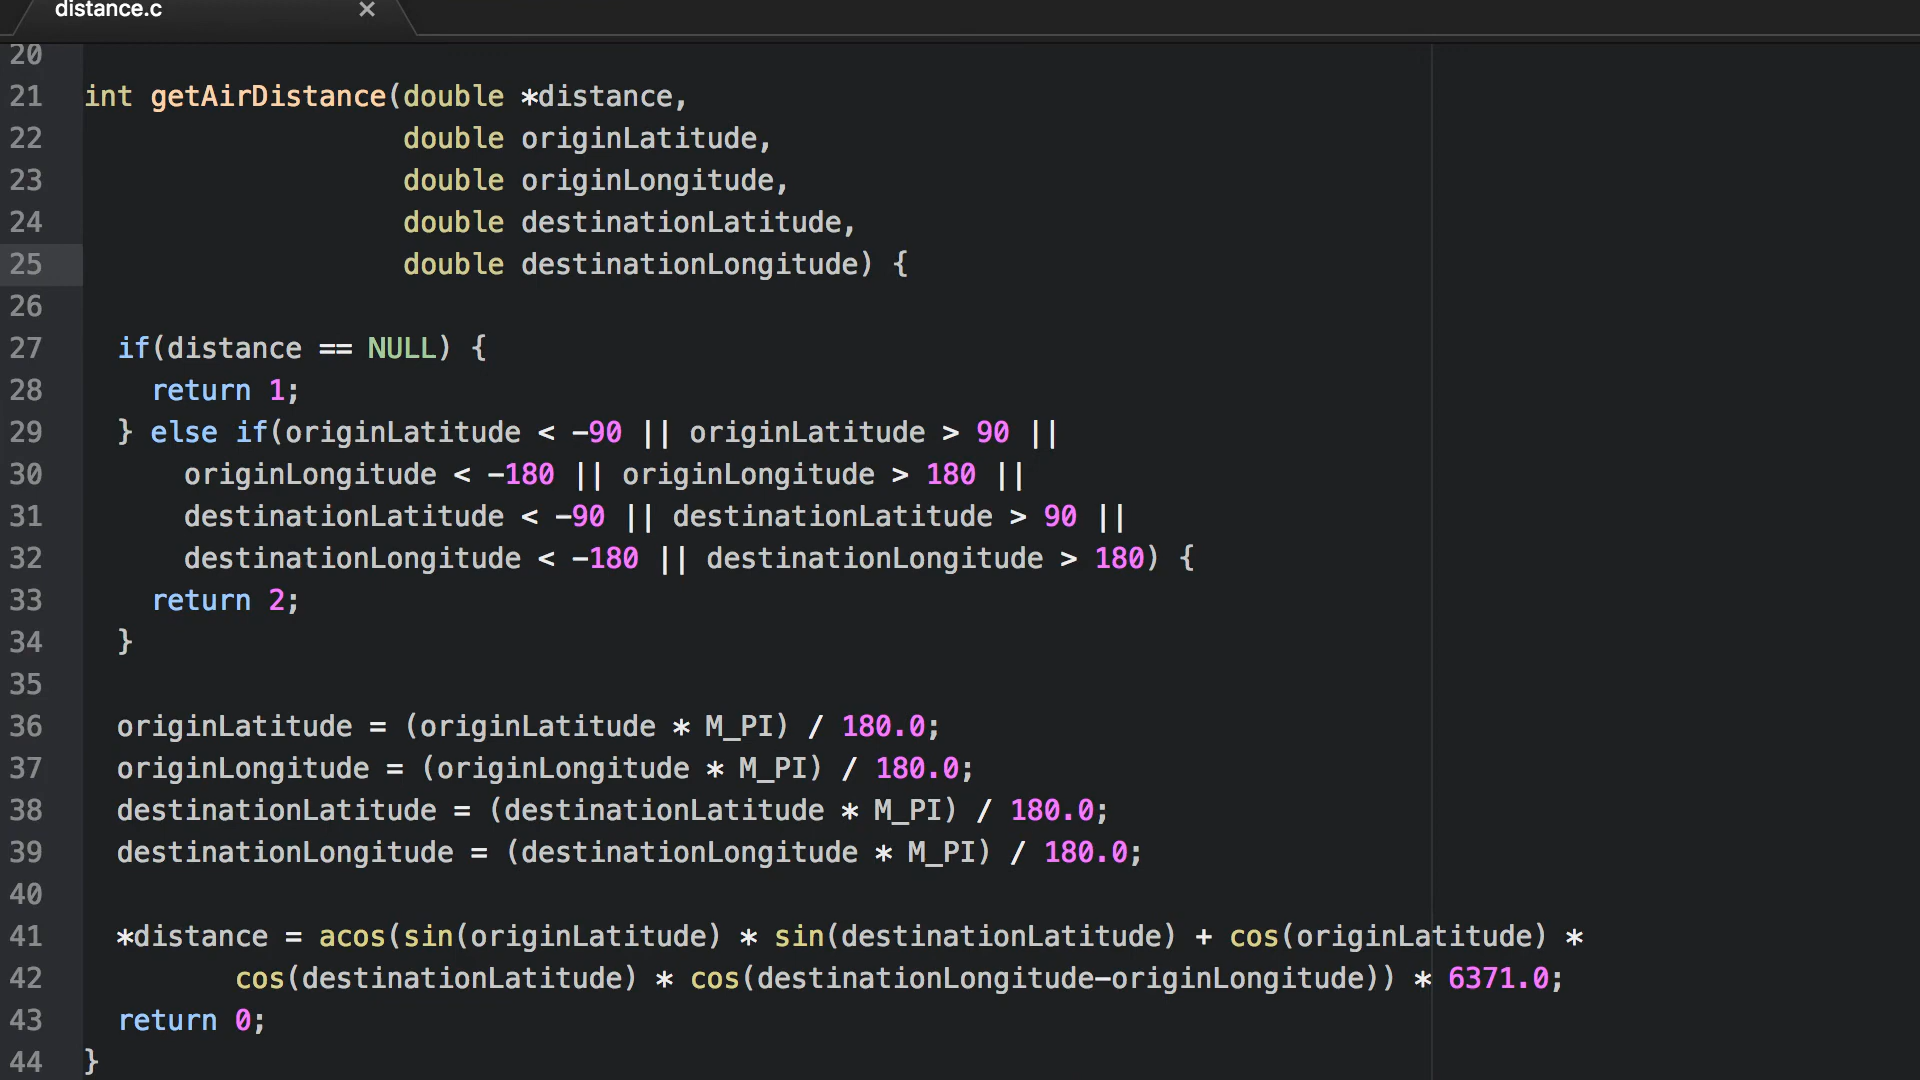 distance.c ×
20
21 int getAirDistance(double *distance,
22 double originLatitude,
23 double originLongitude,
24 double destinationLatitude,
25 double destinationLongitude) {
26
27 if(distance == NULL) {
28 return 1;
29 } else if(originLatitude < -90 || originLatitude > 90 ||
30 originLongitude < -180 || originLongitude > 180 ||
31 destinationLatitude < -90 || destinationLatitude > 90 ||
32 destinationLongitude < -180 || destinationLongitude > 180) {
33 return 2;
34 }
35
36 originLatitude = (originLatitude * M_PI) / 180.0;
37 originLongitude = (originLongitude * M_PI) / 180.0;
38 destinationLatitude = (destinationLatitude * M_PI) / 180.0;
39 destinationLongitude = (destinationLongitude * M_PI) / 180.0;
40
41 *distance = acos(sin(originLatitude) * sin(destinationLatitude) + cos(originLatitude) *
42 cos(destinationLatitude) * cos(destinationLongitude-originLongitude)) * 6371.0;
43 return 0;
44 }